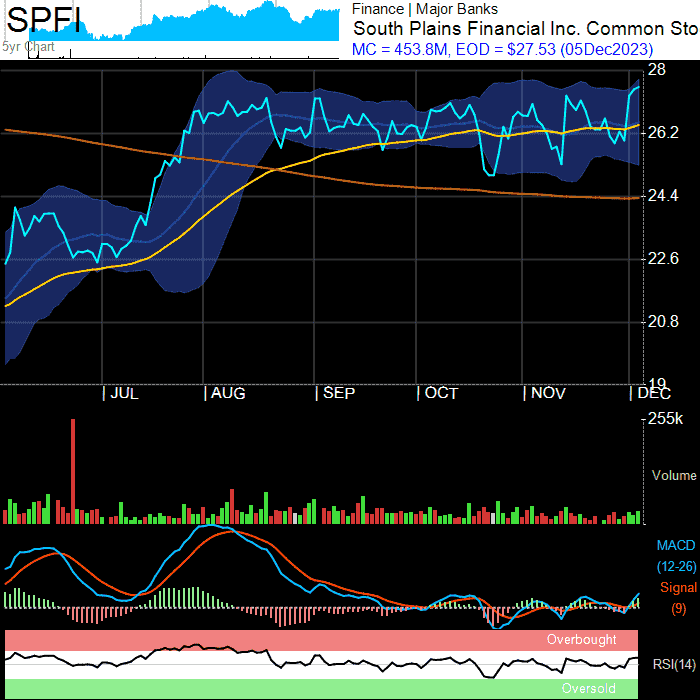 SPFI
5yr Chart
Finance | Major Banks
South Plains Financial Inc. Common Sto
MC = 453.8M, EOD = $27.53 (05Dec2023)
28
26.2
24.4
22.6
20.8
19
JUL
AUG
SEP
OCT
NOV
DEC
255k
Volume
MACD
(12-26)
Signal
(9)
Overbought
RSI(14)
Oversold